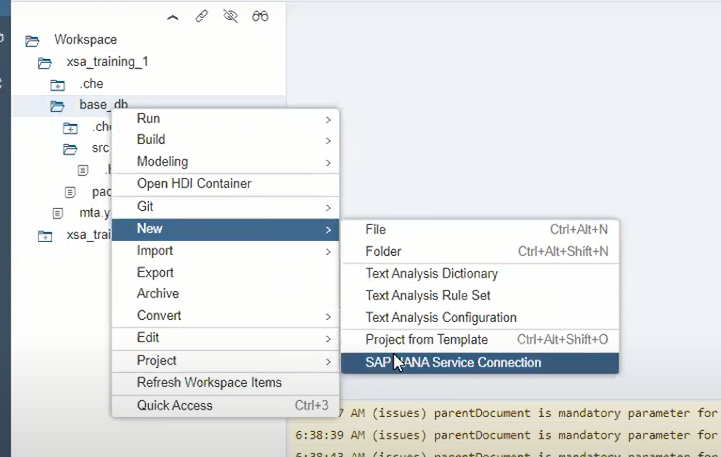 Workspace
xsa_training_1
.che
base_db
.ch
src
pac
mta.y
xsa_trai
Run
Build
Modeling
Open HDI Container
Git
New
Import
Export
Archive
Convert
Edit
Project
Refresh Workspace Items
Quick Access Ctrl+3
File Ctrl+Alt+N
Folder Ctrl+Alt+Shift+N
Text Analysis Dictionary
Text Analysis Rule Set
Text Analysis Configuration
Project from Template Ctrl+Alt+Shift+O
SAP HANA Service Connection
AM (issues) parentDocument is mandatory parameter for
6:38:39 AM (issues) parentDocument is mandatory parameter for
6:38:43 AM (issues) parentDocument is mandatory parameter for